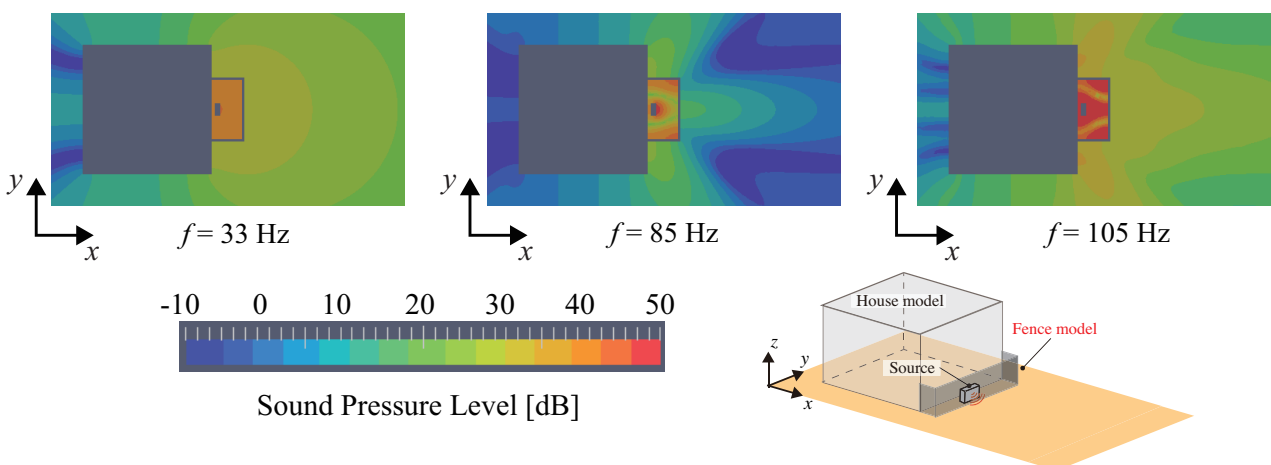 y
x
f = 33 Hz
y
x
f = 85 Hz
y
x
f = 105 Hz
-10 0 10 20 30 40 50
Sound Pressure Level [dB]
House model
Fence model
Source
z
y
x